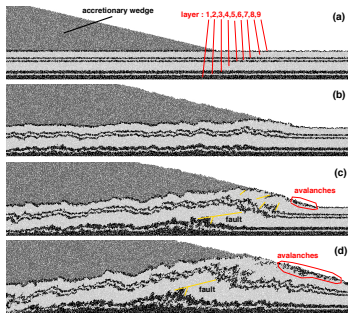 accretionary wedge
(a)
layer : 1,2,3,4,5,6,7,8,9
(b)
(c)
avalanches
fault
(d)
avalanches
fault